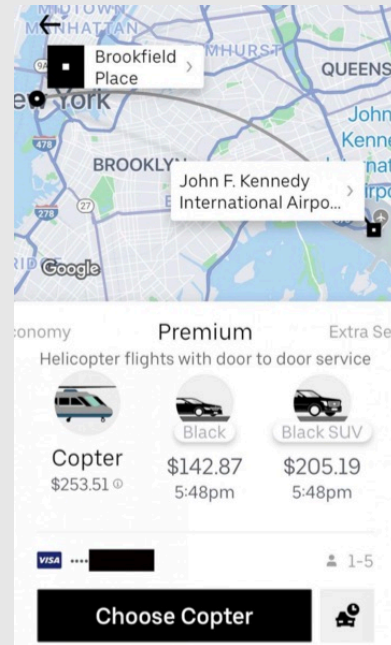 MIDTOWN
MANHATTAN
Brookfield
Place
QUEENS
York
John
478
BROOKLYN
John F. Kennedy
International Airpo...
278
27
Google
conomy
Premium
Extra Se
Helicopter flights with door to door service
Black
Black SUV
Copter
$142.87
$205.19
$253.51
5:48pm
5:48pm
VISA
••••
1-5
Choose Copter